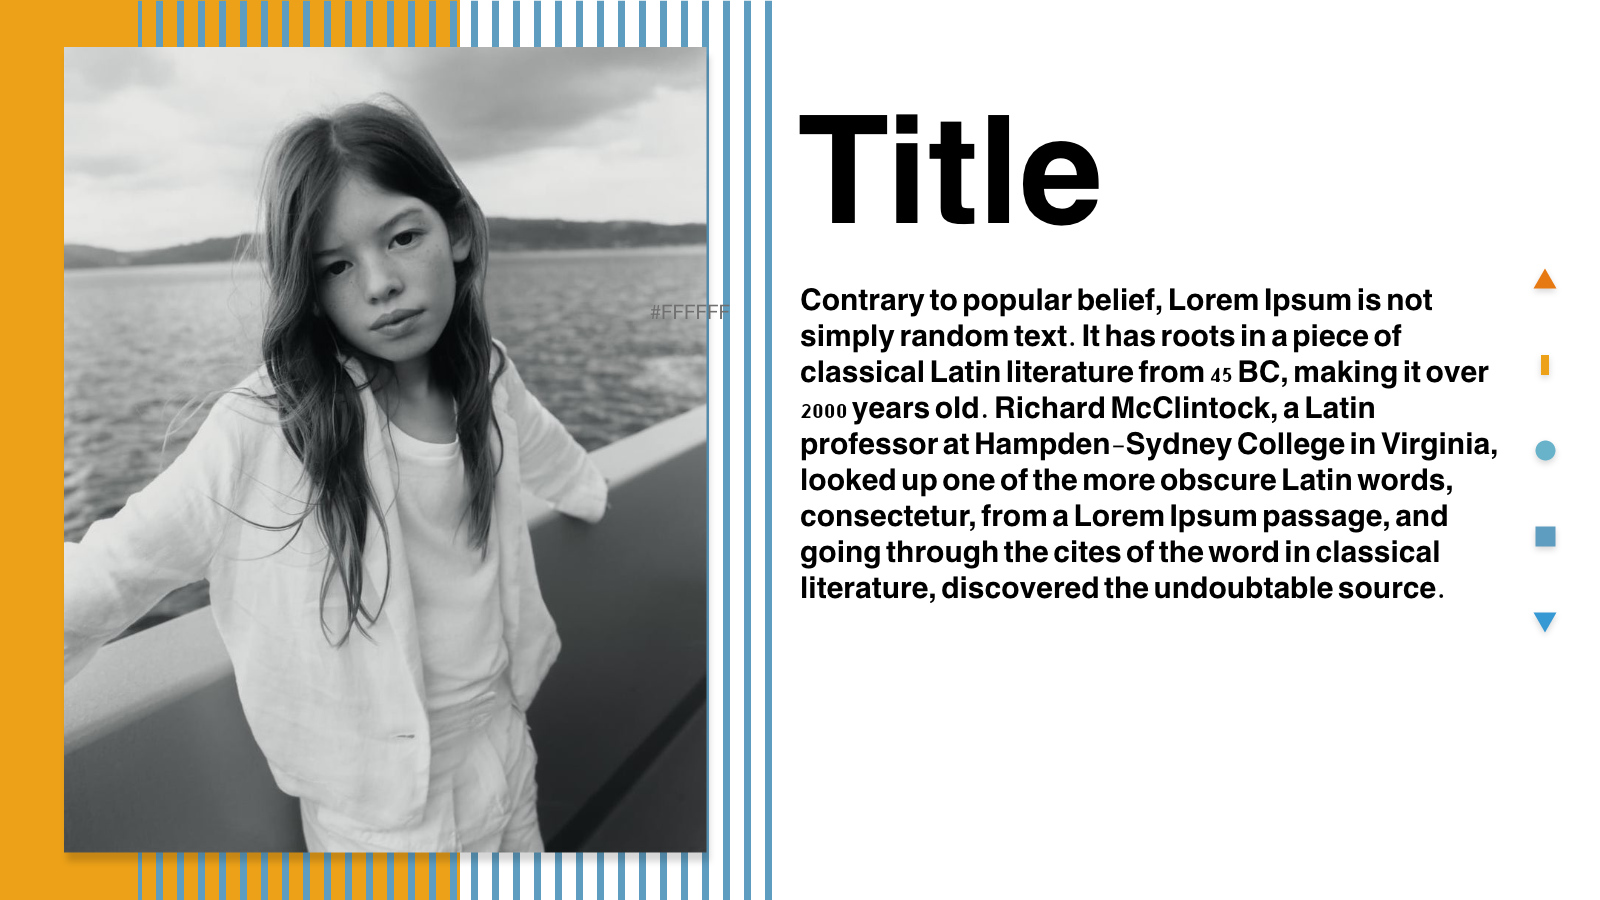 Title
#FFFFFF
Contrary to popular belief, Lorem Ipsum is not
simply random text. It has roots in a piece of
classical Latin literature from 45 BC, making it over
2000 years old. Richard McClintock, a Latin
professor at Hampden-Sydney College in Virginia,
looked up one of the more obscure Latin words,
consectetur, from a Lorem Ipsum passage, and
going through the cites of the word in classical
literature, discovered the undoubtable source.